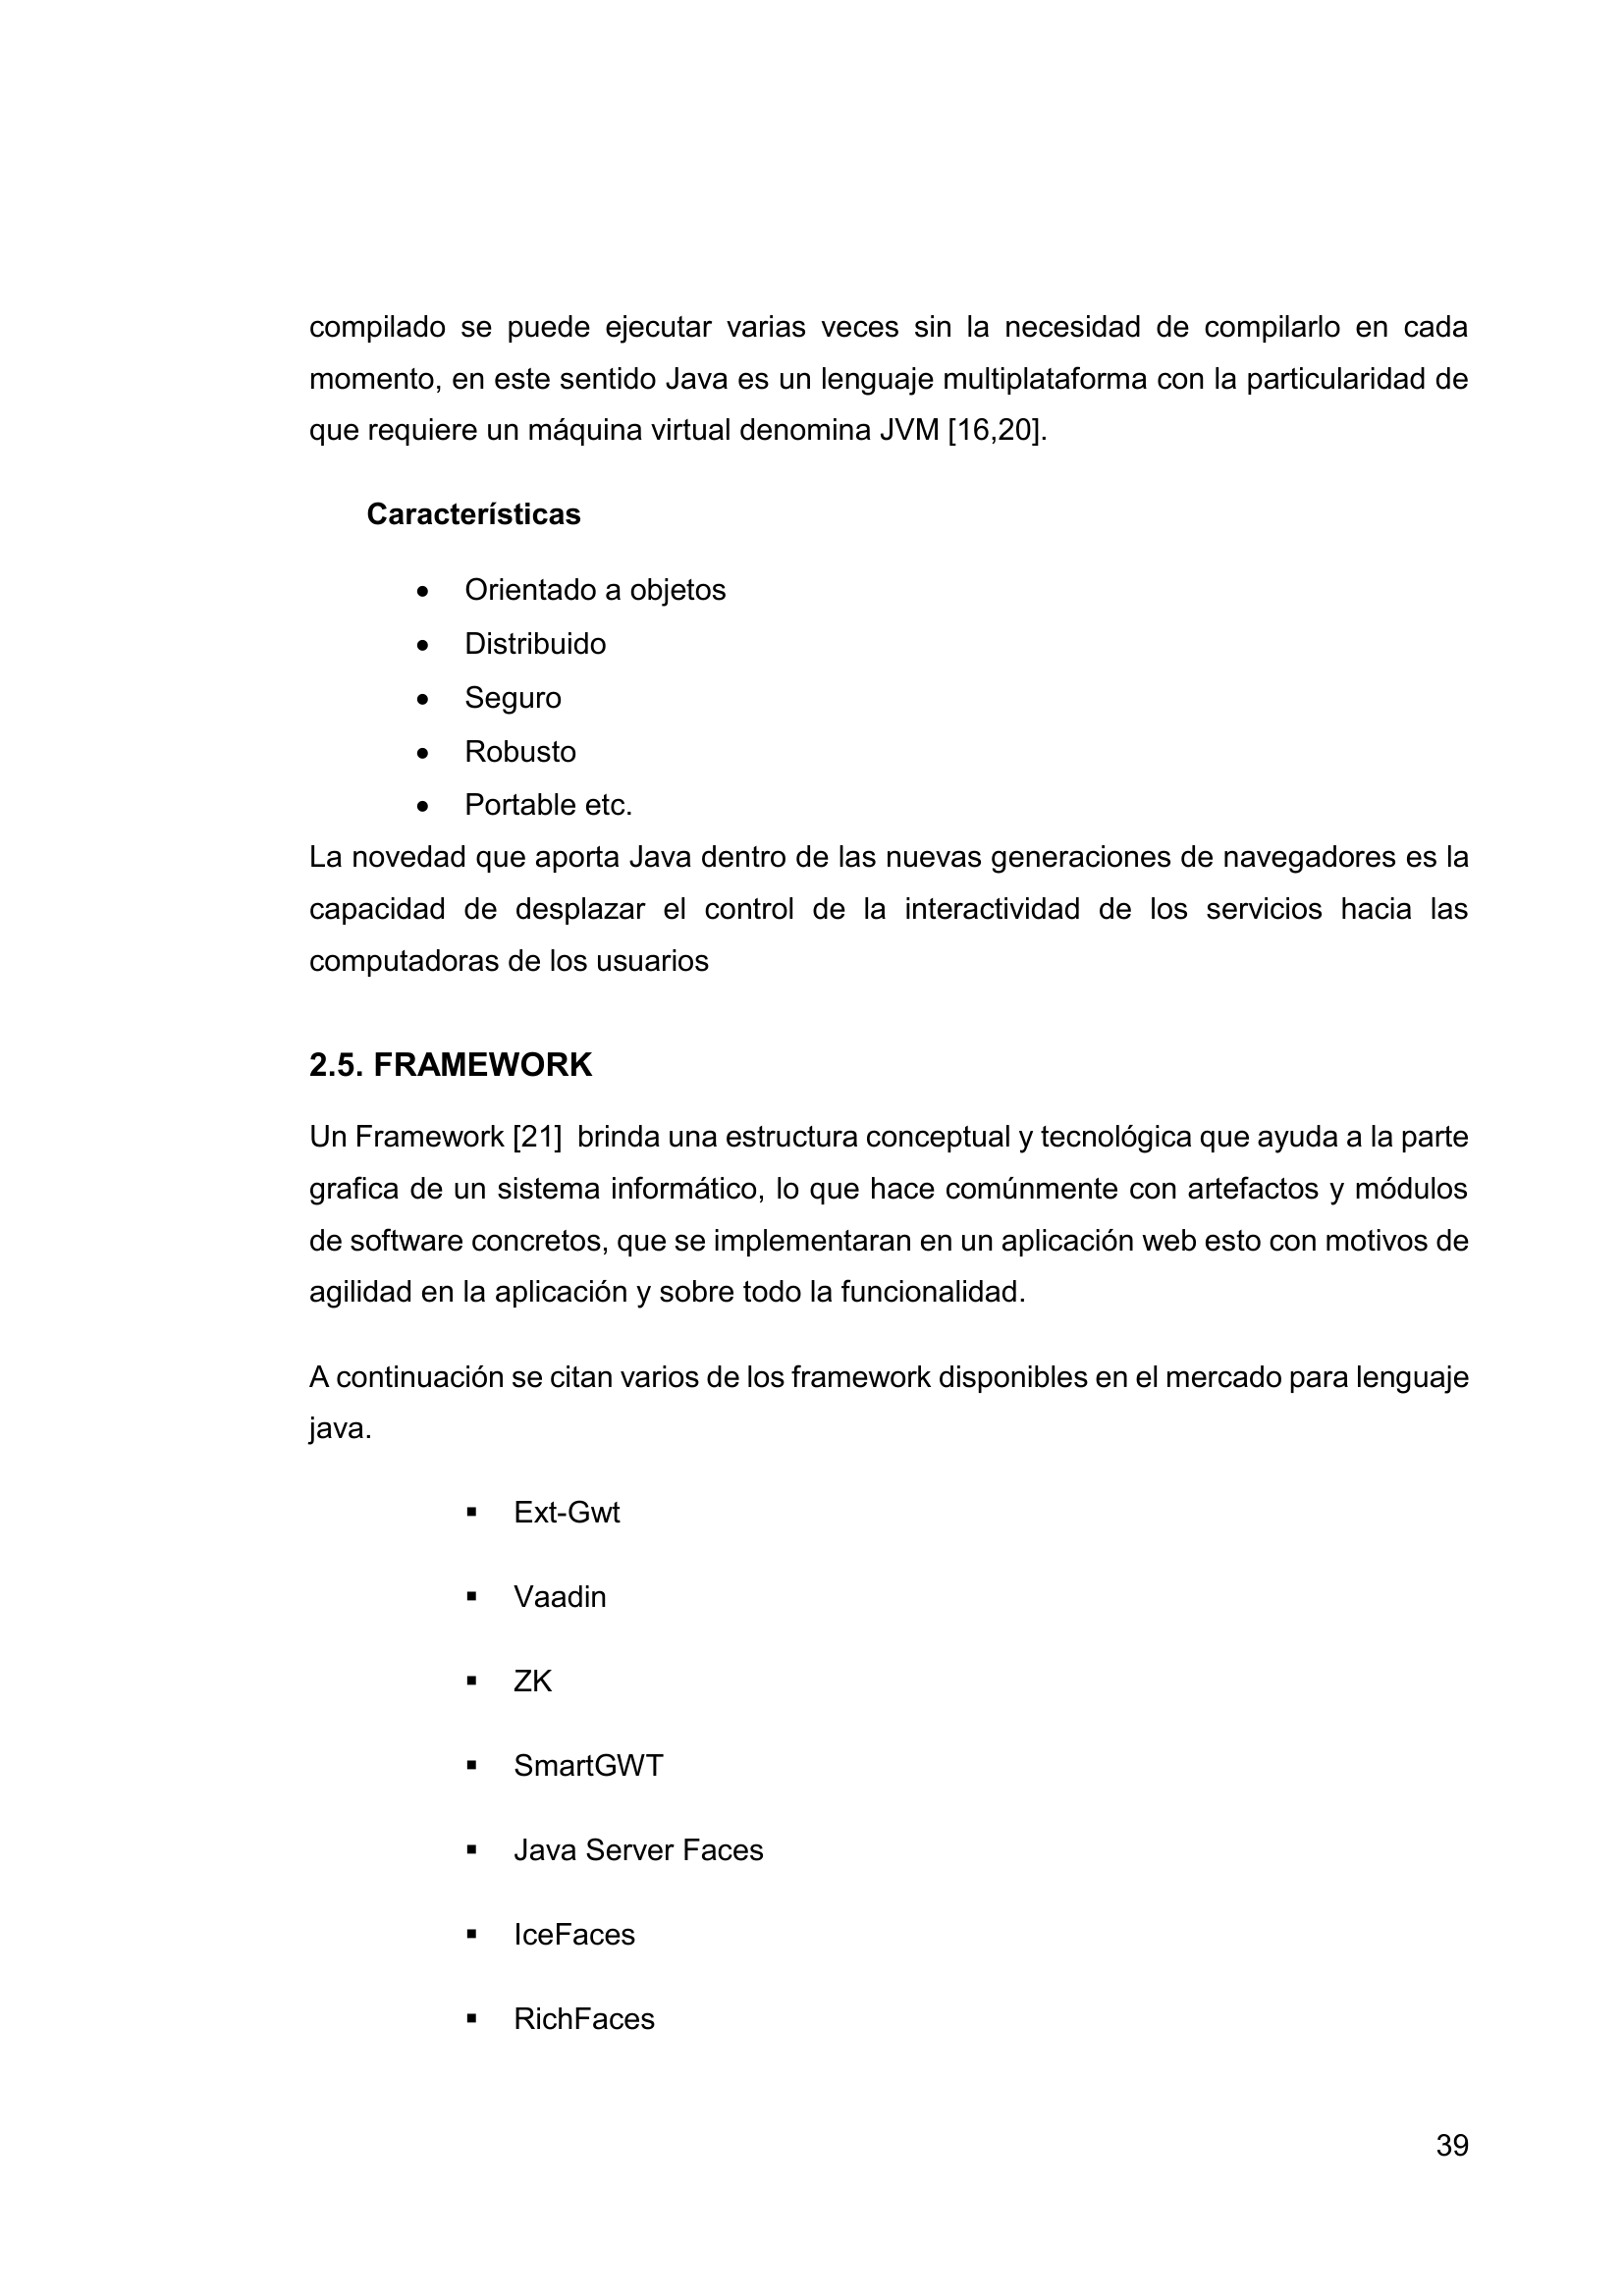 compilado se puede ejecutar varias veces sin la necesidad de compilarlo en cada
momento, en este sentido Java es un lenguaje multiplataforma con la particularidad de
que requiere un máquina virtual denomina JVM [16,20].
Características
• Orientado a objetos
• Distribuido
• Seguro
• Robusto
• Portable etc.
La novedad que aporta Java dentro de las nuevas generaciones de navegadores es la
capacidad de desplazar el control de la interactividad de los servicios hacia las
computadoras de los usuarios
2.5. FRAMEWORK
Un Framework [21]  brinda una estructura conceptual y tecnológica que ayuda a la parte
grafica de un sistema informático, lo que hace comúnmente con artefactos y módulos
de software concretos, que se implementaran en un aplicación web esto con motivos de
agilidad en la aplicación y sobre todo la funcionalidad.
A continuación se citan varios de los framework disponibles en el mercado para lenguaje
java.
▪ Ext-Gwt
▪ Vaadin
▪ ZK
▪ SmartGWT
▪ Java Server Faces
▪ IceFaces
▪ RichFaces
39